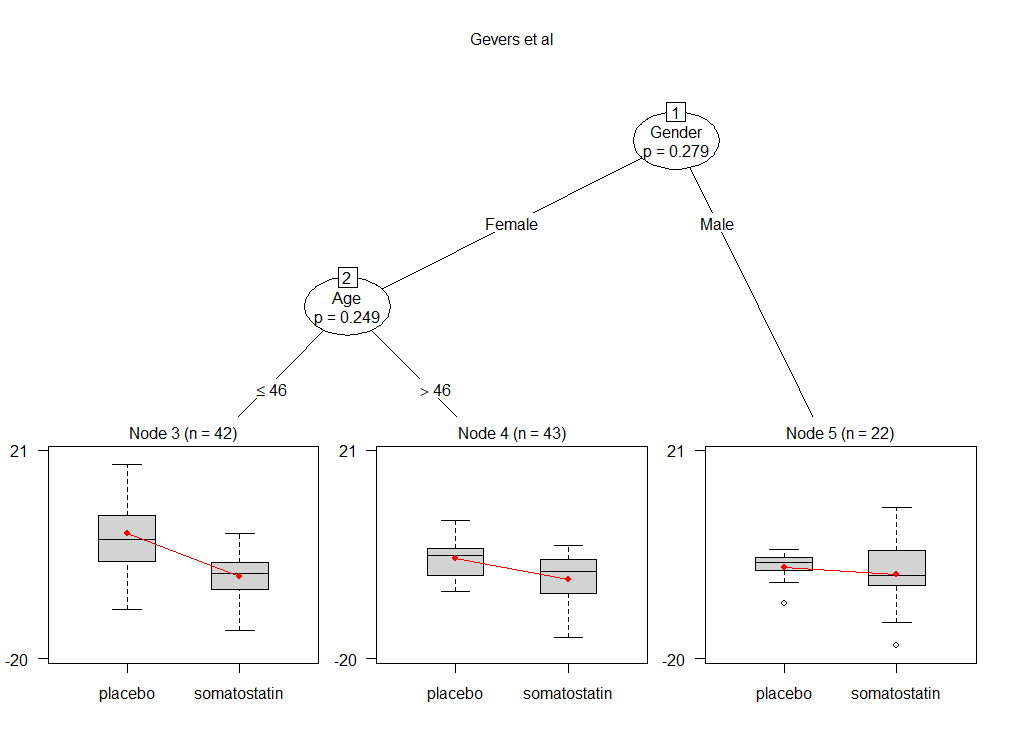 Gevers et al
1
Gender
p = 0.279
Female
Male
2
Age
p = 0.249
≤ 46
> 46
Node 3 (n = 42)
Node 4 (n = 43)
Node 5 (n = 22)
21
21
21
-20
-20
-20
placebo somatostatin
placebo somatostatin
placebo somatostatin